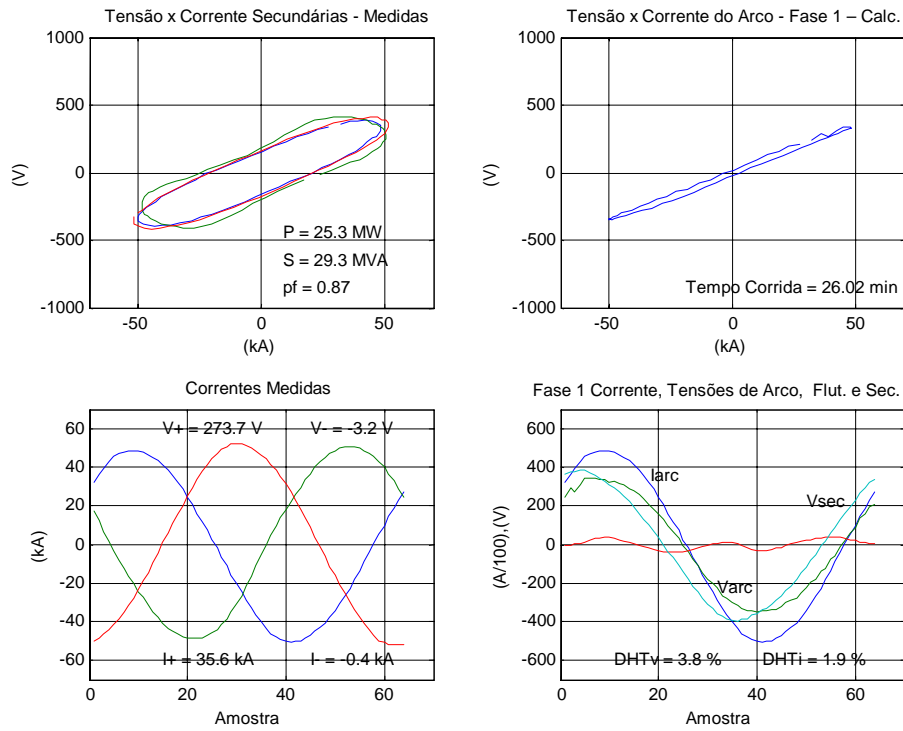 Tensão x Corrente Secundárias - Medidas
1000
500
0
-500
-1000
(V)
P = 25.3 MW
S = 29.3 MVA
pf = 0.87
-50
0
50
(kA)
Tensão x Corrente do Arco - Fase 1 – Calc.
1000
500
0
-500
-1000
(V)
Tempo Corrida = 26.02 min
-50
0
50
(kA)
Correntes Medidas
60
40
20
0
-20
-40
-60
(kA)
V+ = 273.7 V
V- = -3.2 V
I+ = 35.6 kA
I- = -0.4 kA
0
20
40
60
Amostra
Fase 1 Corrente, Tensões de Arco, Flut. e Sec.
600
400
200
0
-200
-400
-600
(A/100),(V)
Iarc
Vsec
Varc
DHTv = 3.8 %
DHTi = 1.9 %
0
20
40
60
Amostra